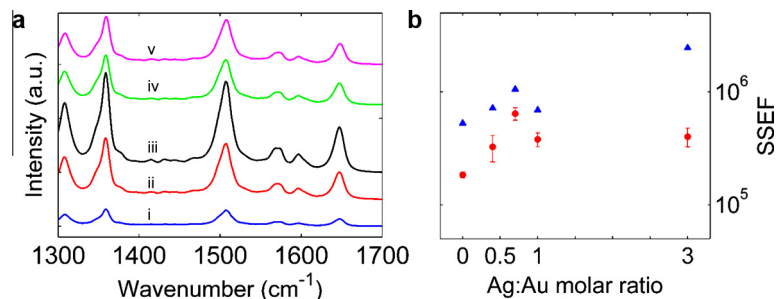 a
Intensity (a.u.)
v
iv
iii
ii
i
1300 1400 1500 1600 1700
Wavenumber (cm⁻¹)
b
10⁶
10⁵
SSEF
0 0.5 1 3
Ag:Au molar ratio